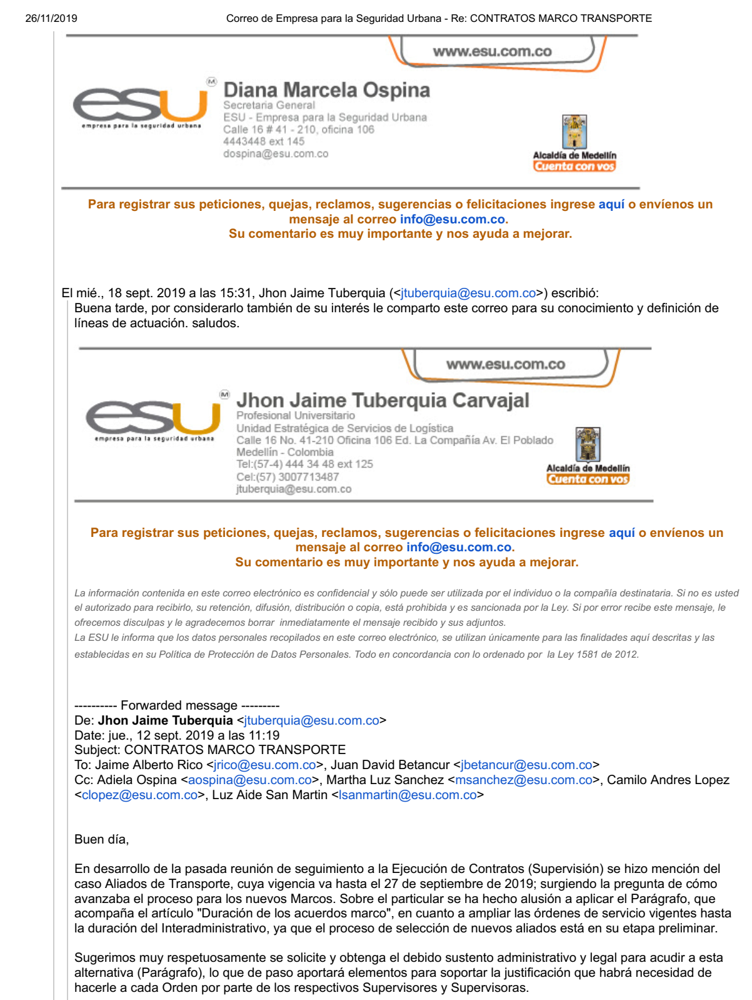 26/11/2019 Correo de Empresa para la Seguridad Urbana - Re: CONTRATOS MARCO TRANSPORTE
www.esu.com.co
esu M
empresa para la seguridad urbana
Diana Marcela Ospina
Secretaria General
ESU - Empresa para la Seguridad Urbana
Calle 16 # 41 - 210, oficina 106
4443448 ext 145
dospina@esu.com.co
Alcaldía de Medellín
Cuenta con vos
Para registrar sus peticiones, quejas, reclamos, sugerencias o felicitaciones ingrese aquí o envíenos un
mensaje al correo info@esu.com.co.
Su comentario es muy importante y nos ayuda a mejorar.
El mié., 18 sept. 2019 a las 15:31, Jhon Jaime Tuberquia (<jtuberquia@esu.com.co>) escribió:
Buena tarde, por considerarlo también de su interés le comparto este correo para su conocimiento y definición de
líneas de actuación. saludos.
www.esu.com.co
esu M
empresa para la seguridad urbana
Jhon Jaime Tuberquia Carvajal
Profesional Universitario
Unidad Estratégica de Servicios de Logística
Calle 16 No. 41-210 Oficina 106 Ed. La Compañía Av. El Poblado
Medellín - Colombia
Tel:(57-4) 444 34 48 ext 125
Cel:(57) 3007713487
jtuberquia@esu.com.co
Alcaldía de Medellín
Cuenta con vos
Para registrar sus peticiones, quejas, reclamos, sugerencias o felicitaciones ingrese aquí o envíenos un
mensaje al correo info@esu.com.co.
Su comentario es muy importante y nos ayuda a mejorar.
La información contenida en este correo electrónico es confidencial y sólo puede ser utilizada por el individuo o la compañía destinataria. Si no es usted
el autorizado para recibirlo, su retención, difusión, distribución o copia, está prohibida y es sancionada por la Ley. Si por error recibe este mensaje, le
ofrecemos disculpas y le agradecemos borrar inmediatamente el mensaje recibido y sus adjuntos.
La ESU le informa que los datos personales recopilados en este correo electrónico, se utilizan únicamente para las finalidades aquí descritas y las
establecidas en su Política de Protección de Datos Personales. Todo en concordancia con lo ordenado por la Ley 1581 de 2012.
---------- Forwarded message ---------
De: Jhon Jaime Tuberquia <jtuberquia@esu.com.co>
Date: jue., 12 sept. 2019 a las 11:19
Subject: CONTRATOS MARCO TRANSPORTE
To: Jaime Alberto Rico <jrico@esu.com.co>, Juan David Betancur <jbetancur@esu.com.co>
Cc: Adiela Ospina <aospina@esu.com.co>, Martha Luz Sanchez <msanchez@esu.com.co>, Camilo Andres Lopez
<clopez@esu.com.co>, Luz Aide San Martin <lsanmartin@esu.com.co>
Buen día,
En desarrollo de la pasada reunión de seguimiento a la Ejecución de Contratos (Supervisión) se hizo mención del
caso Aliados de Transporte, cuya vigencia va hasta el 27 de septiembre de 2019; surgiendo la pregunta de cómo
avanzaba el proceso para los nuevos Marcos. Sobre el particular se ha hecho alusión a aplicar el Parágrafo, que
acompaña el artículo "Duración de los acuerdos marco", en cuanto a ampliar las órdenes de servicio vigentes hasta
la duración del Interadministrativo, ya que el proceso de selección de nuevos aliados está en su etapa preliminar.
Sugerimos muy respetuosamente se solicite y obtenga el debido sustento administrativo y legal para acudir a esta
alternativa (Parágrafo), lo que de paso aportará elementos para soportar la justificación que habrá necesidad de
hacerle a cada Orden por parte de los respectivos Supervisores y Supervisoras.